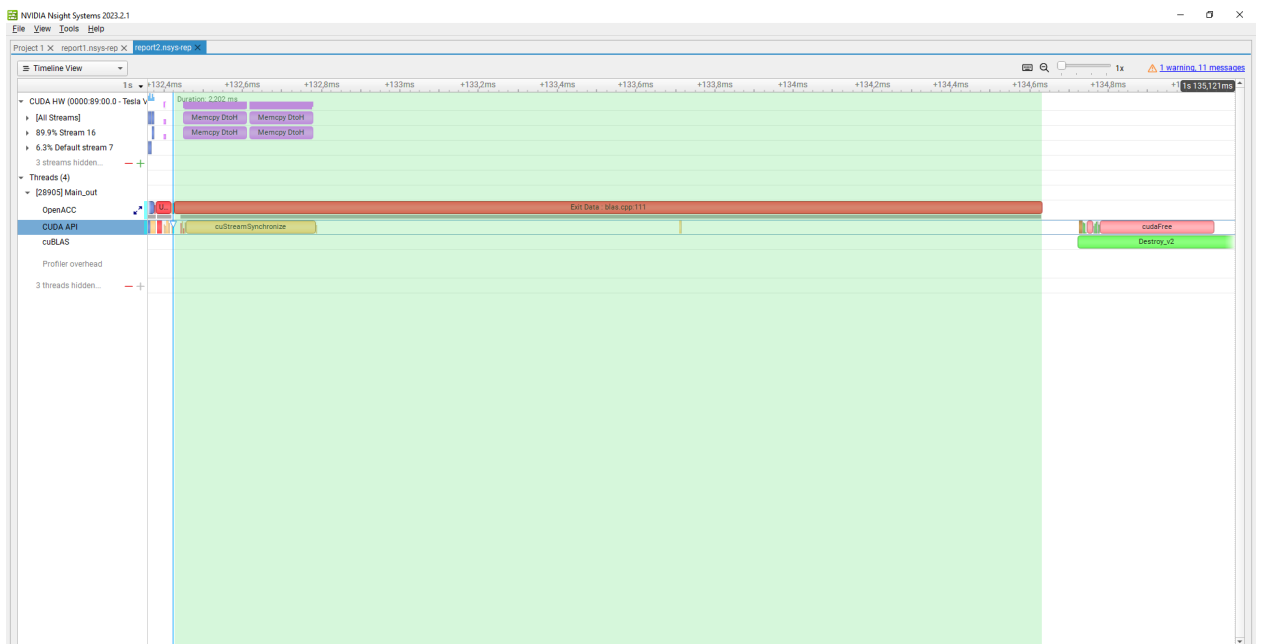 NVIDIA Nsight Systems 2023.2.1
File View Tools Help
Project 1 report1.nsys-rep report2.nsys-rep
Timeline View 1x 1 warning, 11 messages
1s +132,4ms +132,6ms +132,8ms +133ms +133,2ms +133,4ms +133,6ms +133,8ms +134ms +134,2ms +134,4ms +134,6ms +134,8ms 1s 135,121ms
CUDA HW (0000:89:00.0 - Tesla V Duration: 2,202 ms
[All Streams] Memcpy DtoH Memcpy DtoH
89.9% Stream 16 Memcpy DtoH Memcpy DtoH
6.3% Default stream 7
3 streams hidden...
Threads (4)
[28905] Main_out
OpenACC U... Exit Data : blas.cpp:111
CUDA API cuStreamSynchronize cudaFree
cuBLAS Destroy_v2
Profiler overhead
3 threads hidden...